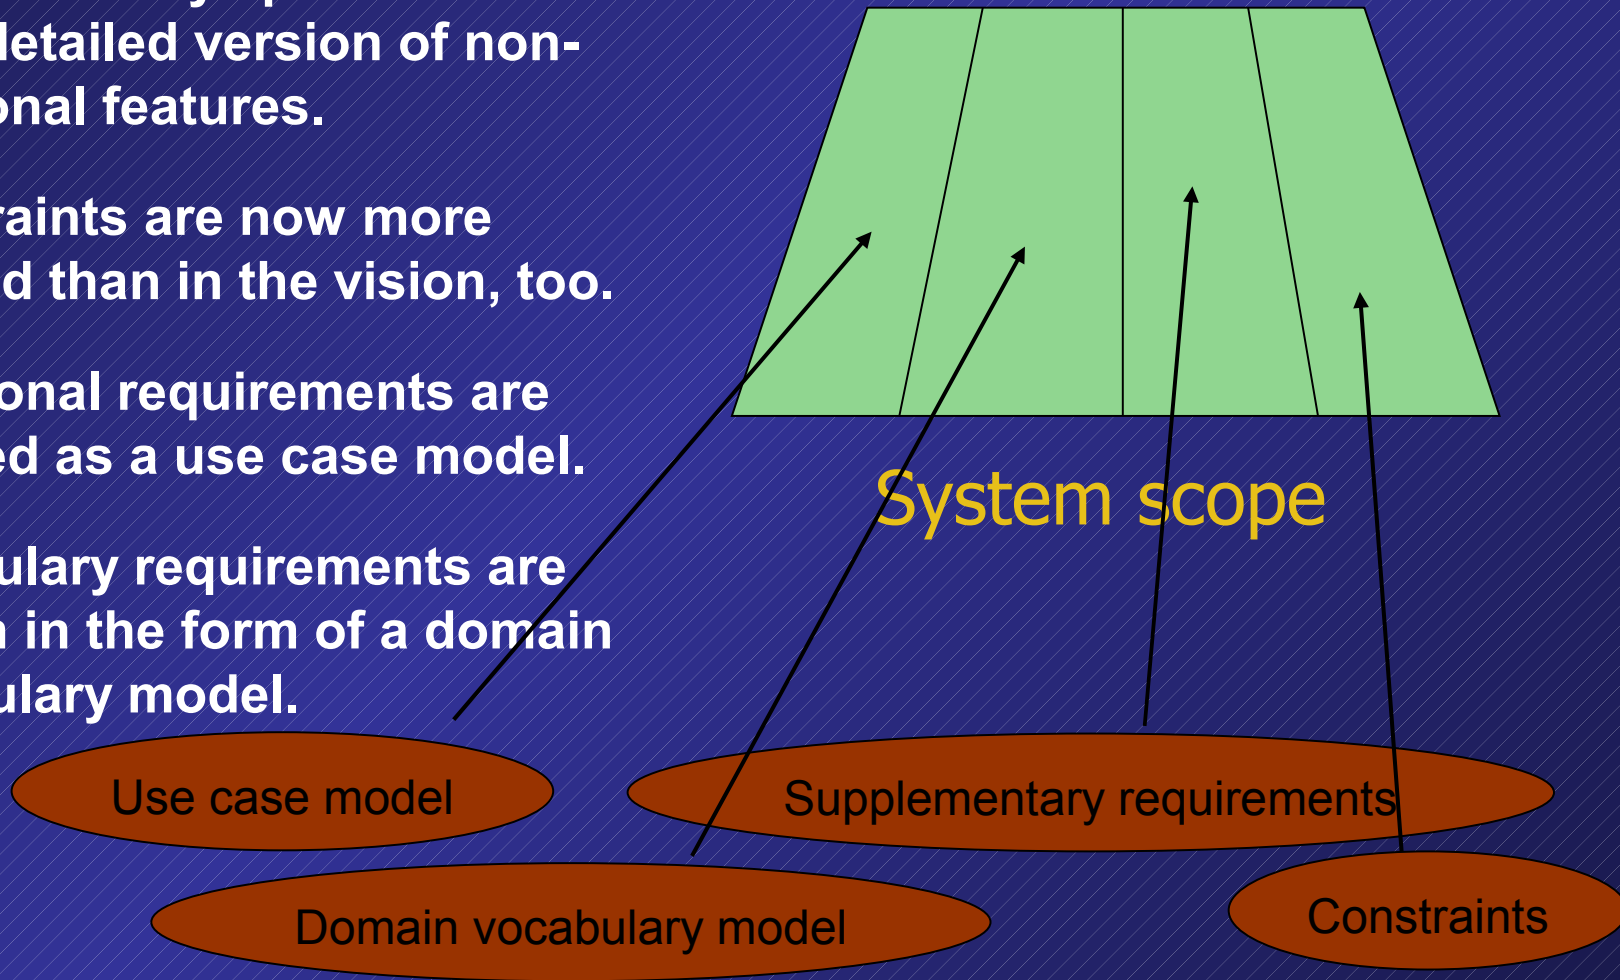 detailed version of non-
onal features.
raints are now more
d than in the vision, too.
onal requirements are
ed as a use case model.
ulary requirements are
n in the form of a domain
ulary model.
System scope
Use case model
Supplementary requirements
Domain vocabulary model
Constraints